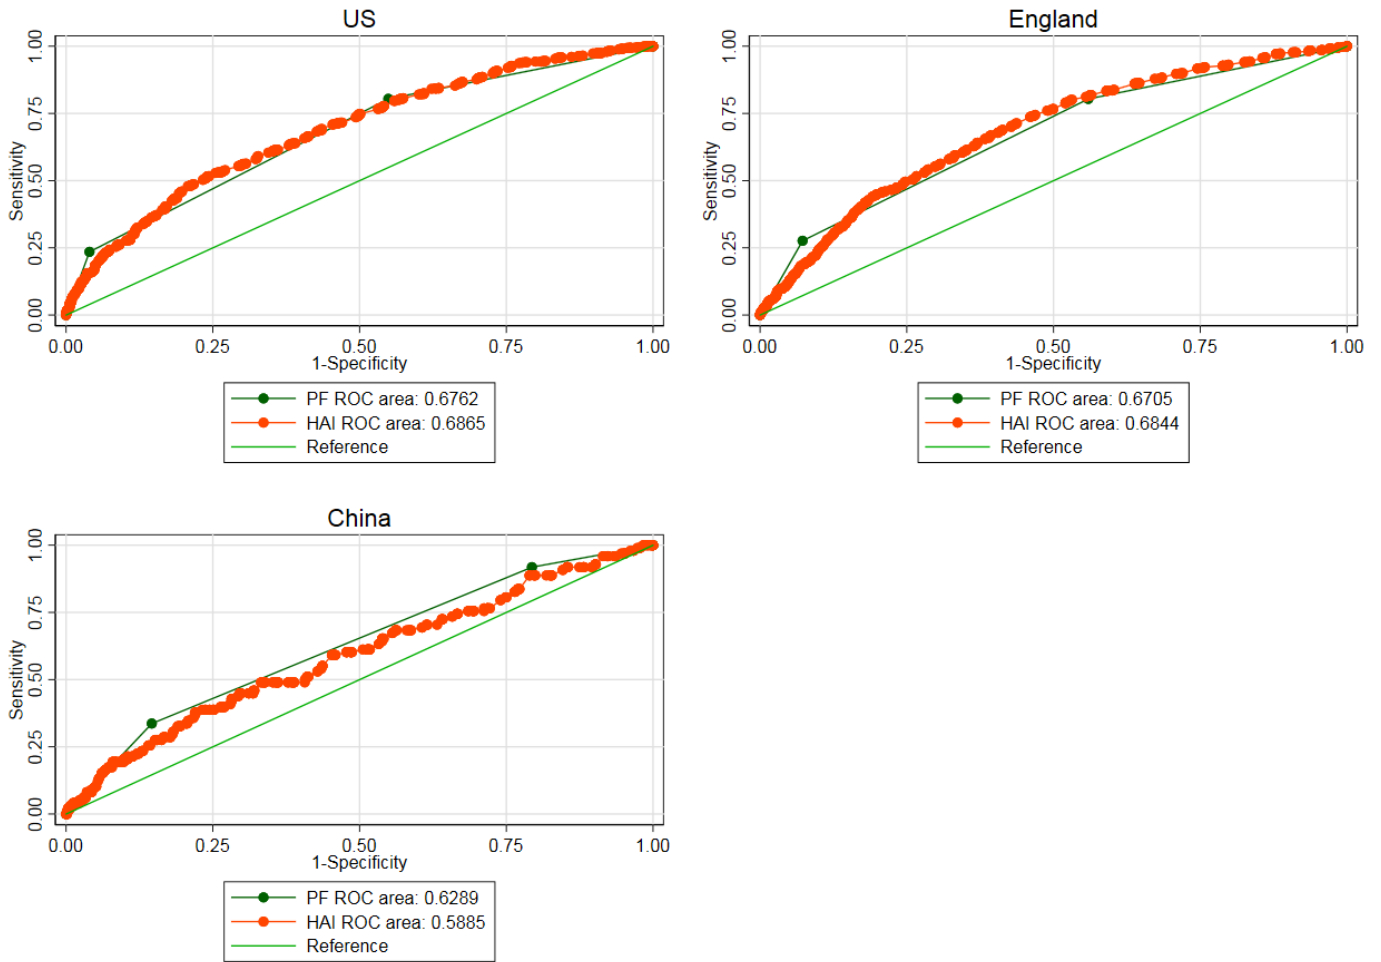 US
Sensitivity
1.00
0.75
0.50
0.25
0.00
0.00 0.25 0.50 0.75 1.00
1-Specificity
PF ROC area: 0.6762
HAI ROC area: 0.6865
Reference
England
Sensitivity
1.00
0.75
0.50
0.25
0.00
0.00 0.25 0.50 0.75 1.00
1-Specificity
PF ROC area: 0.6705
HAI ROC area: 0.6844
Reference
China
Sensitivity
1.00
0.75
0.50
0.25
0.00
0.00 0.25 0.50 0.75 1.00
1-Specificity
PF ROC area: 0.6289
HAI ROC area: 0.5885
Reference